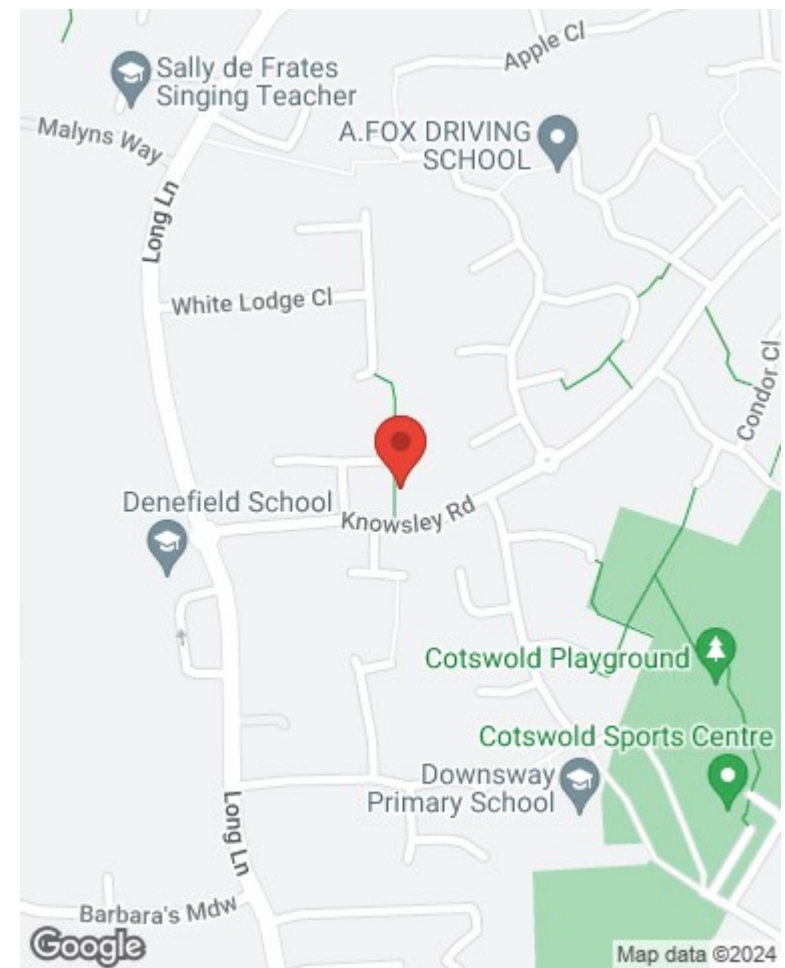 Apple Cl
Sally de Frates
Singing Teacher
A.FOX DRIVING
SCHOOL
Malyns Way
Long Ln
White Lodge Cl
Condor Cl
Denefield School
Knowsley Rd
Cotswold Playground
Cotswold Sports Centre
Downsway
Primary School
Long Ln
Barbara's Mdw
Google
Map data ©2024